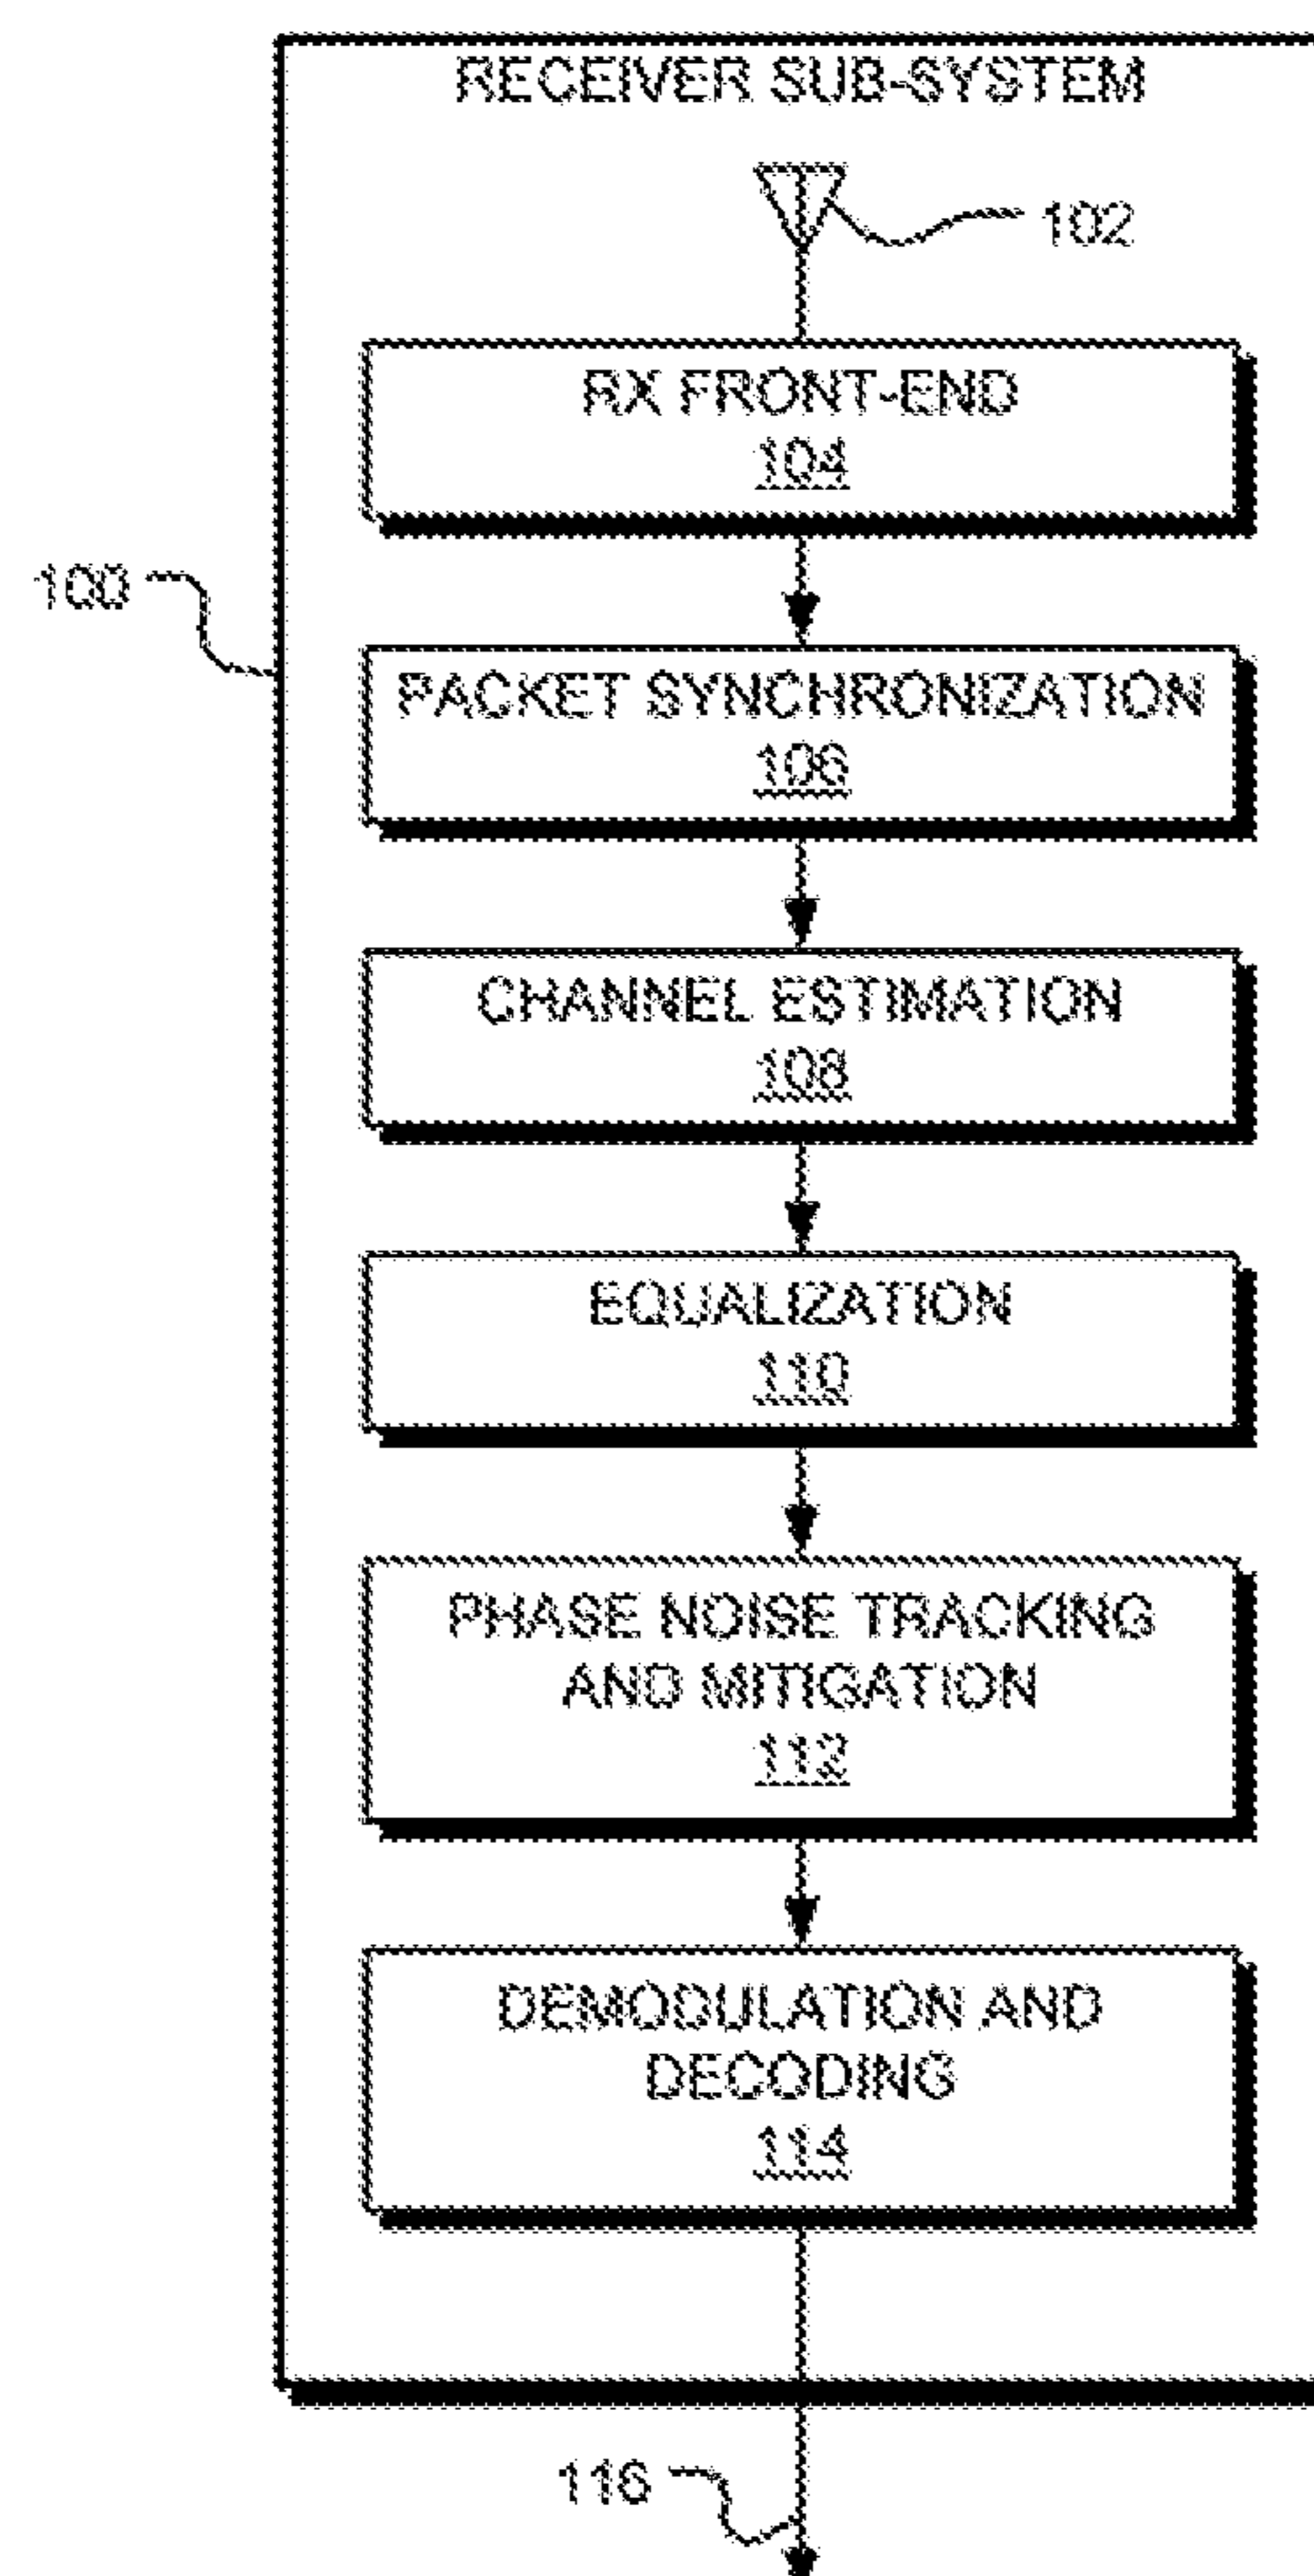 RECEIVER SUB-SYSTEM
102
RX FRONT-END
104
100
PACKET SYNCHRONIZATION
106
CHANNEL ESTIMATION
108
EQUALIZATION
110
PHASE NOISE TRACKING
AND MITIGATION
112
DEMODULATION AND
DECODING
114
116